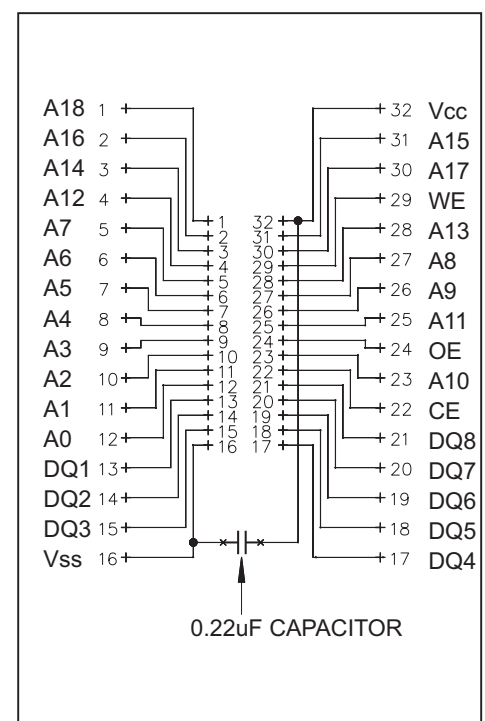 A18 1
A16 2
A14 3
A12 4
A7 5
A6 6
A5 7
A4 8
A3 9
A2 10
A1 11
A0 12
DQ1 13
DQ2 14
DQ3 15
Vss 16
1
2
3
4
5
6
7
8
9
10
11
12
13
14
15
16
32
31
30
29
28
27
26
25
24
23
22
21
20
19
18
17
32 Vcc
31 A15
30 A17
29 WE
28 A13
27 A8
26 A9
25 A11
24 OE
23 A10
22 CE
21 DQ8
20 DQ7
19 DQ6
18 DQ5
17 DQ4
0.22uF CAPACITOR